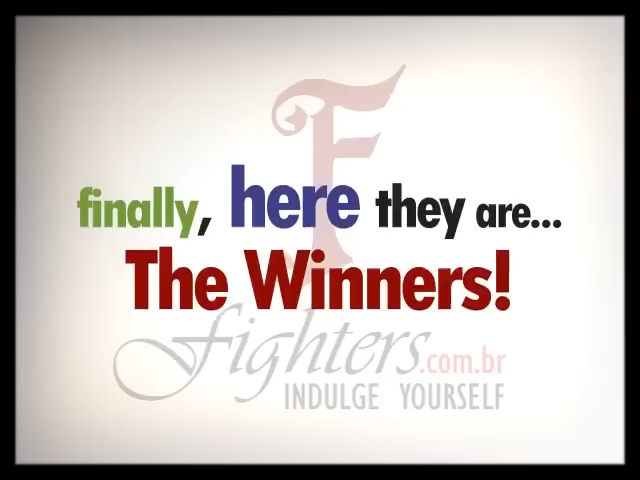 F
finally, here they are...
The Winners!
Fighters.com.br
INDULGE YOURSELF